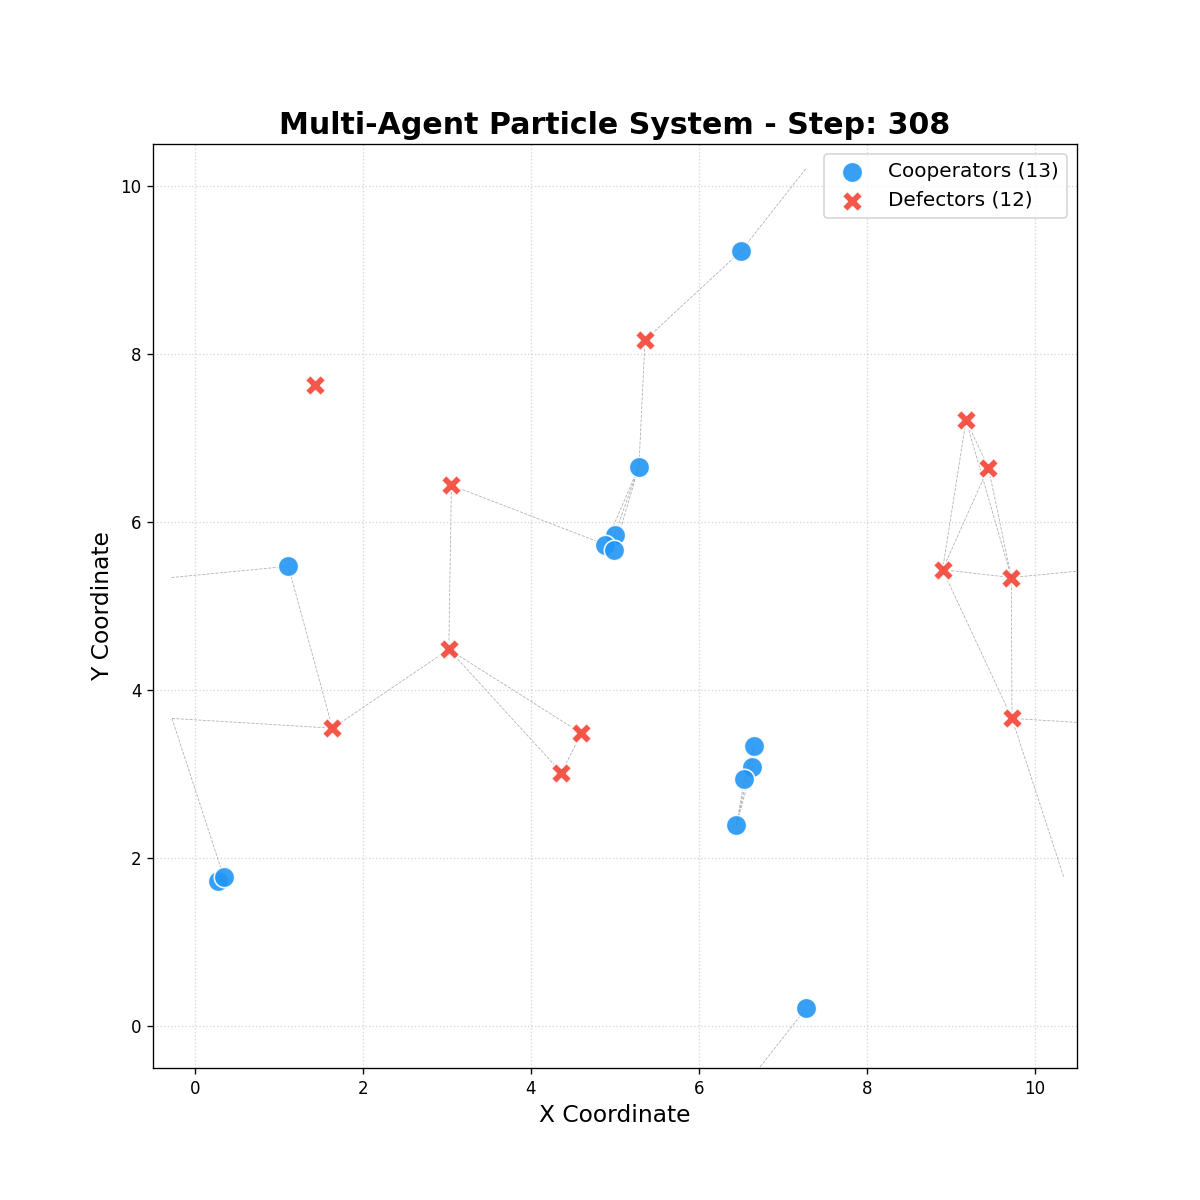 Multi-Agent Particle System - Step: 308
Cooperators (13)
Defectors (12)
10
8
6
4
2
0
Y Coordinate
0 2 4 6 8 10
X Coordinate